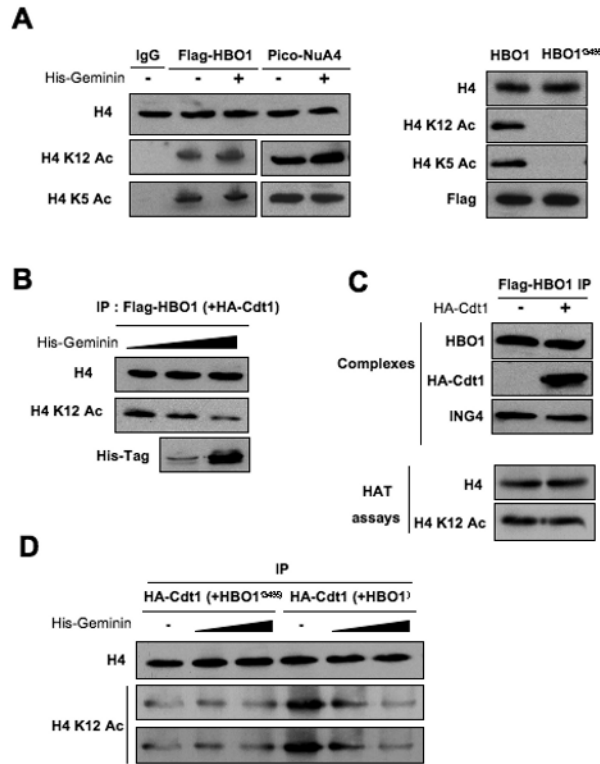 A
IgG Flag-HBO1 Pico-NuA4
His-Geminin - - + - +
H4
H4 K12 Ac
H4 K5 Ac
HBO1 HBO1
H4
H4 K12 Ac
H4 K5 Ac
Flag
B
IP : Flag-HBO1 (+HA-Cdt1)
His-Geminin
H4
H4 K12 Ac
His-Tag
C
Flag-HBO1 IP
HA-Cdt1 - +
Complexes
HBO1
HA-Cdt1
ING4
HAT
assays
H4
H4 K12 Ac
D
IP
HA-Cdt1 (+HBO1 ) HA-Cdt1 (+HBO1)
His-Geminin - -
H4
H4 K12 Ac